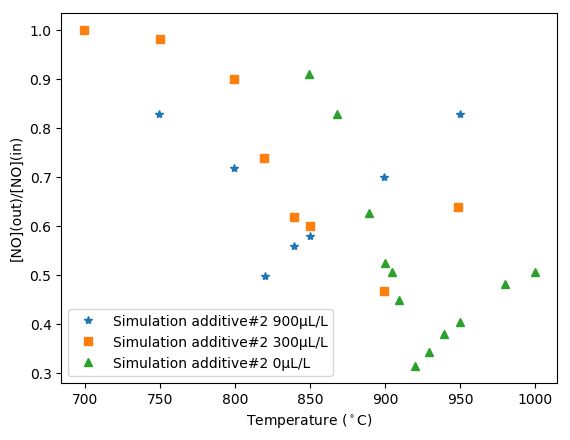 1.0
0.9
0.8
0.7
0.6
0.5
0.4
0.3
[NO](out)/[NO](in)
Simulation additive#2 900μL/L
Simulation additive#2 300μL/L
Simulation additive#2 0μL/L
700 750 800 850 900 950 1000
Temperature (°C)